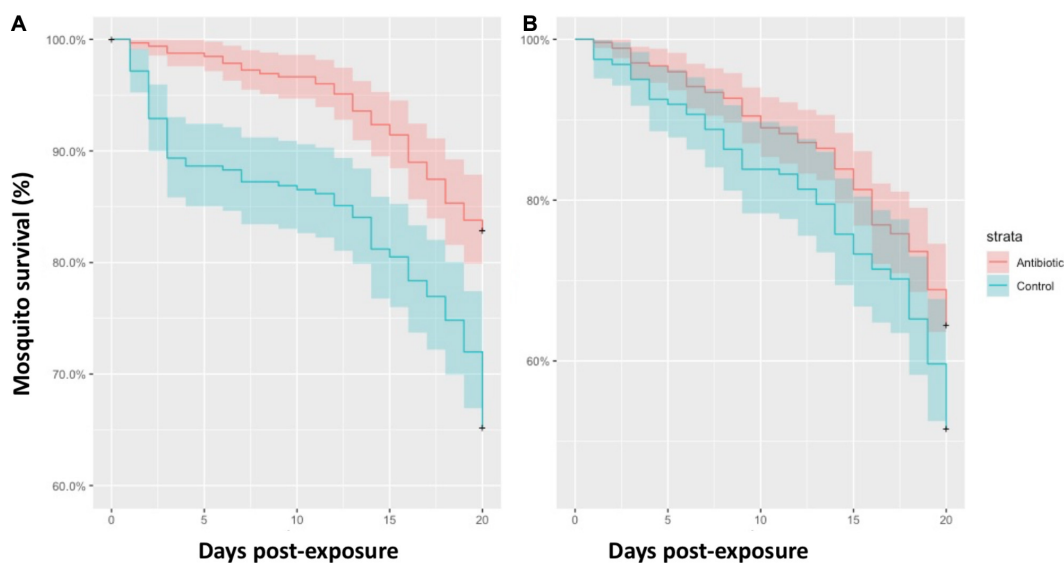 A
B
Mosquito survival (%)
100.0%
90.0%
80.0%
70.0%
60.0%
0
5
10
15
20
Days post-exposure
100%
80%
60%
0
5
10
15
20
Days post-exposure
strata
Antibiotic
Control